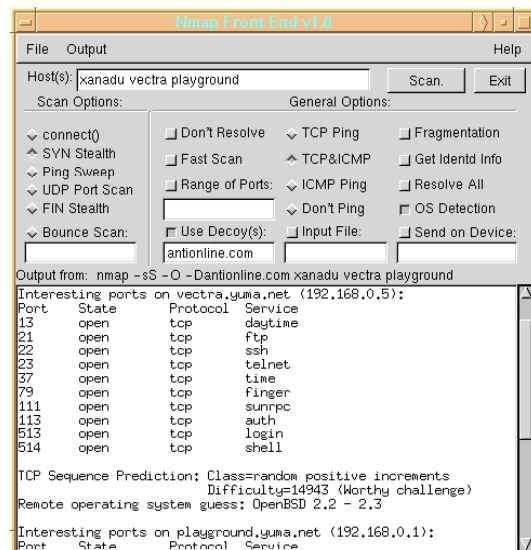 Nmap Front End v1.6
File Output Help
Host(s): xanadu vectra playground Scan. Exit
Scan Options: General Options:
connect() Don't Resolve TCP Ping Fragmentation
SYN Stealth Fast Scan TCP&ICMP Get Identd Info
Ping Sweep Range of Ports: ICMP Ping Resolve All
UDP Port Scan Don't Ping OS Detection
FIN Stealth
Bounce Scan: Use Decoy(s): Input File: Send on Device:
antionline.com
Output from: nmap -sS -O -Dantionline.com xanadu vectra playground
Interesting ports on vectra.yuma.net (192.168.0.5):
Port State Protocol Service
13 open tcp daytime
21 open tcp ftp
22 open tcp ssh
23 open tcp telnet
37 open tcp time
79 open tcp finger
111 open tcp sunrpc
113 open tcp auth
513 open tcp login
514 open tcp shell
TCP Sequence Prediction: Class=random positive increments
Difficulty=14943 (Worthy challenge)
Remote operating system guess: OpenBSD 2.2 - 2.3
Interesting ports on playground.yuma.net (192.168.0.1):
Port State Protocol Service